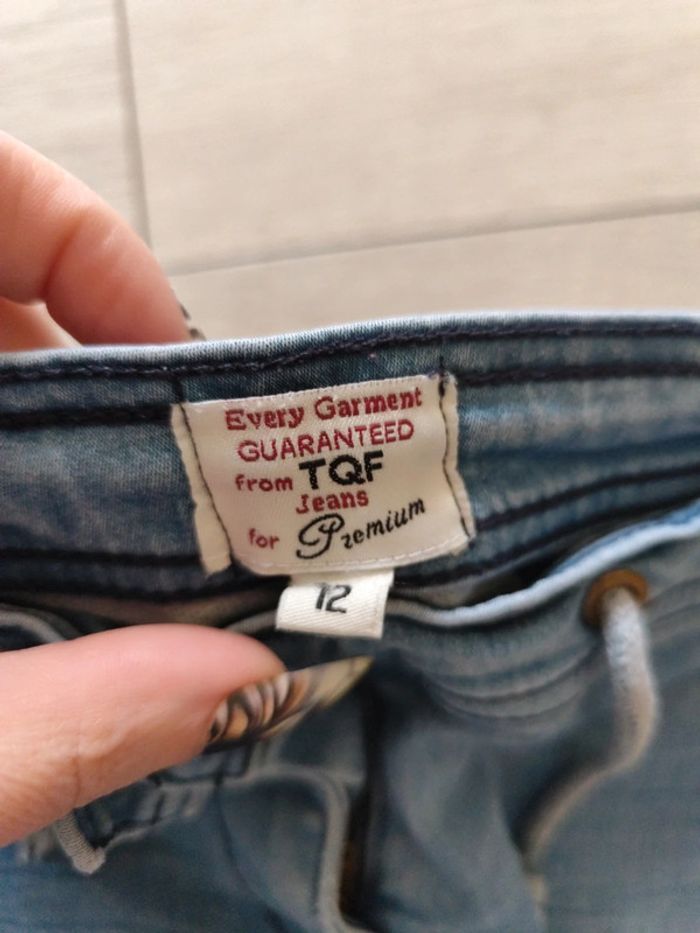 Every Garment
GUARANTEED
from TQF
Jeans
for Premium
12